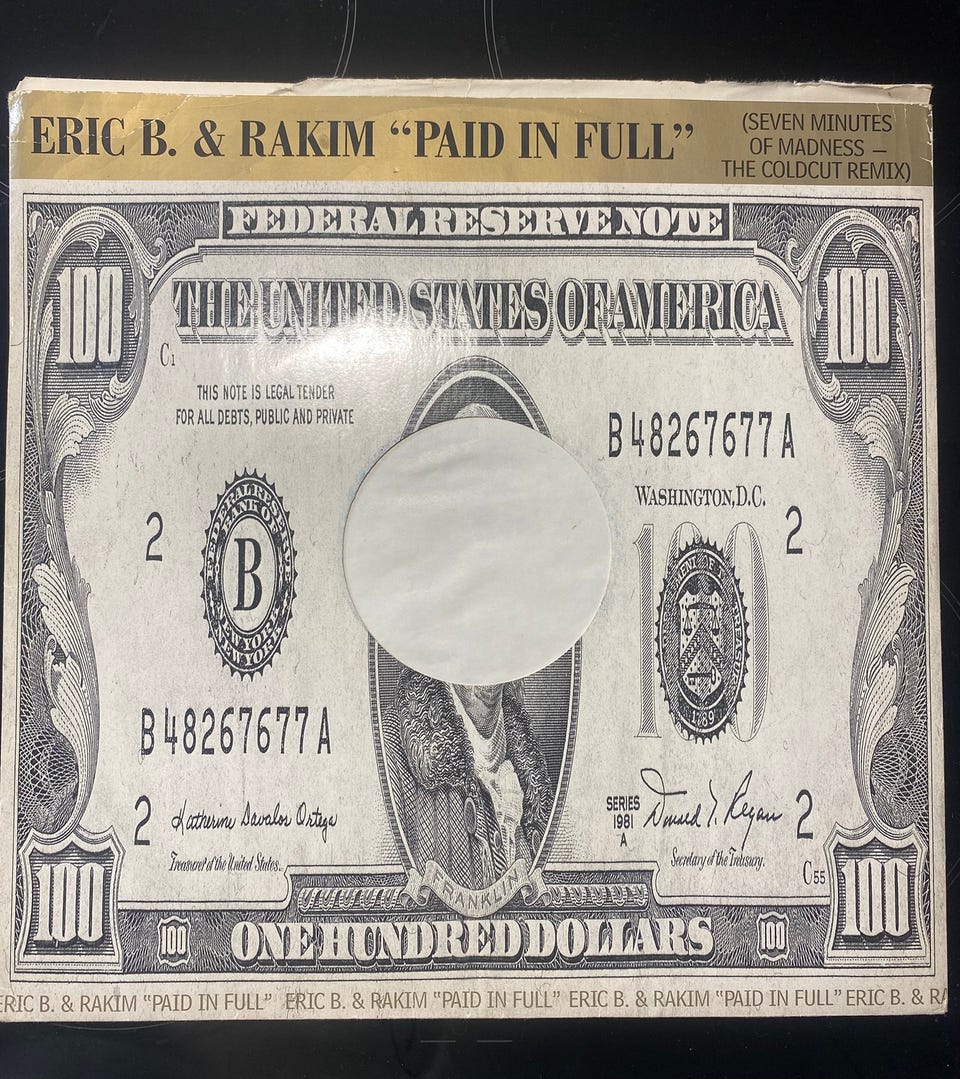 ERIC B. & RAKIM “PAID IN FULL”
(SEVEN MINUTES
OF MADNESS –
THE COLDCUT REMIX)
FEDERAL RESERVE NOTE
100
100
THE UNITED STATES OF AMERICA
C1
THIS NOTE IS LEGAL TENDER
FOR ALL DEBTS, PUBLIC AND PRIVATE
B48267677A
WASHINGTON, D.C.
2
2
B
100
1789
B48267677A
2
Katherine Davalos Ortega
Treasurer of the United States.
SERIES
1981
A
Donald T. Regan
2
Secretary of the Treasury.
C55
FRANKLIN
100
100
100
100
ONE HUNDRED DOLLARS
ERIC B. & RAKIM “PAID IN FULL” ERIC B. & RAKIM “PAID IN FULL” ERIC B. & RAKIM “PAID IN FULL” ERIC B. & RA